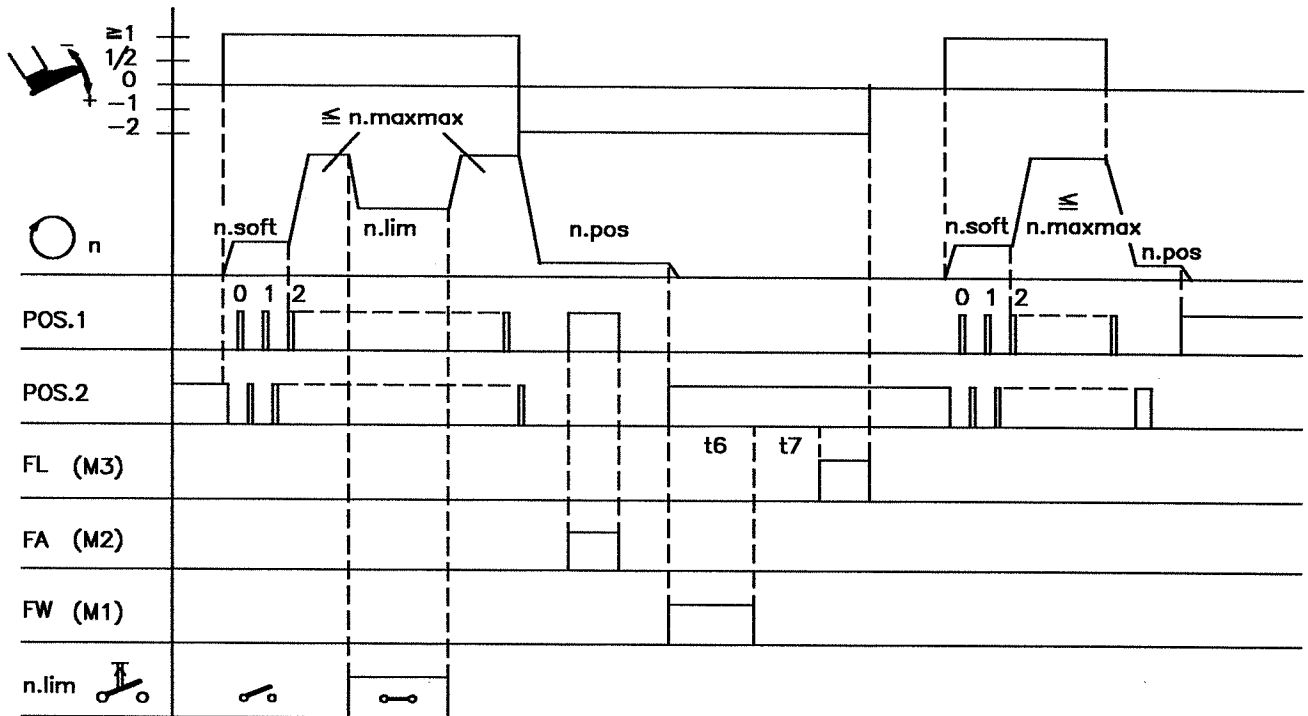 ≧1
1/2
0
-1
-2
−
+
≦ n.maxmax
n
n.soft
n.lim
n.pos
n.soft
≦
n.maxmax
n.pos
POS.1
0 1 2
0 1 2
POS.2
FL (M3)
t6 t7
FA (M2)
FW (M1)
n.lim